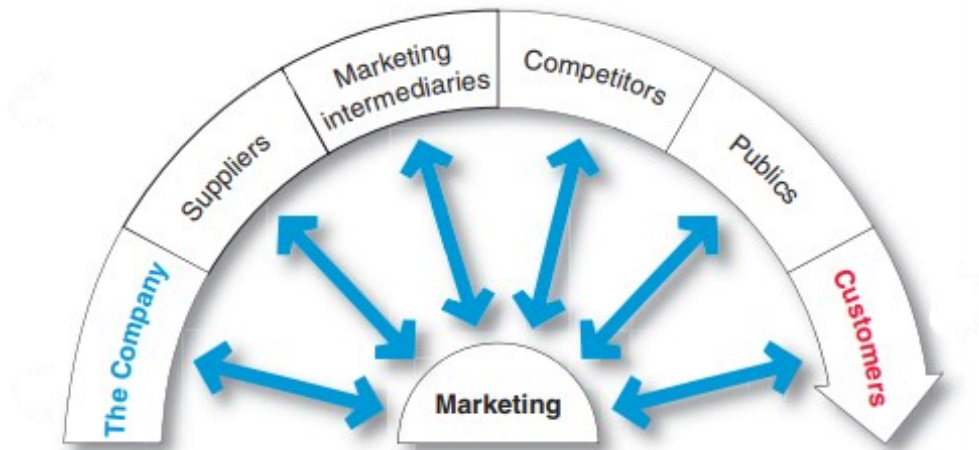 The Company
Suppliers
Marketing
intermediaries
Competitors
Publics
Customers
Marketing